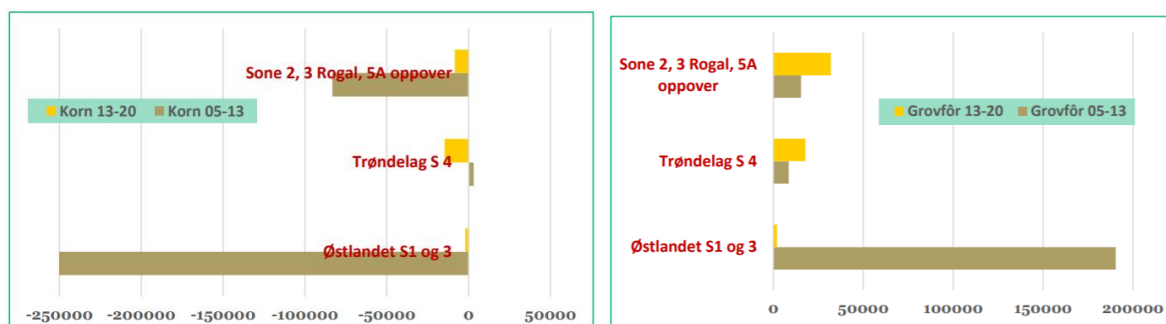 Sone 2, 3 Rogal, 5A oppover
Korn 13-20 Korn 05-13
Trøndelag S 4
Østlandet S1 og 3
-250000 -200000 -150000 -100000 -50000 0 50000
Sone 2, 3 Rogal, 5A
oppover
Grovfôr 13-20 Grovfôr 05-13
Trøndelag S 4
Østlandet S1 og 3
0 50000 100000 150000 200000